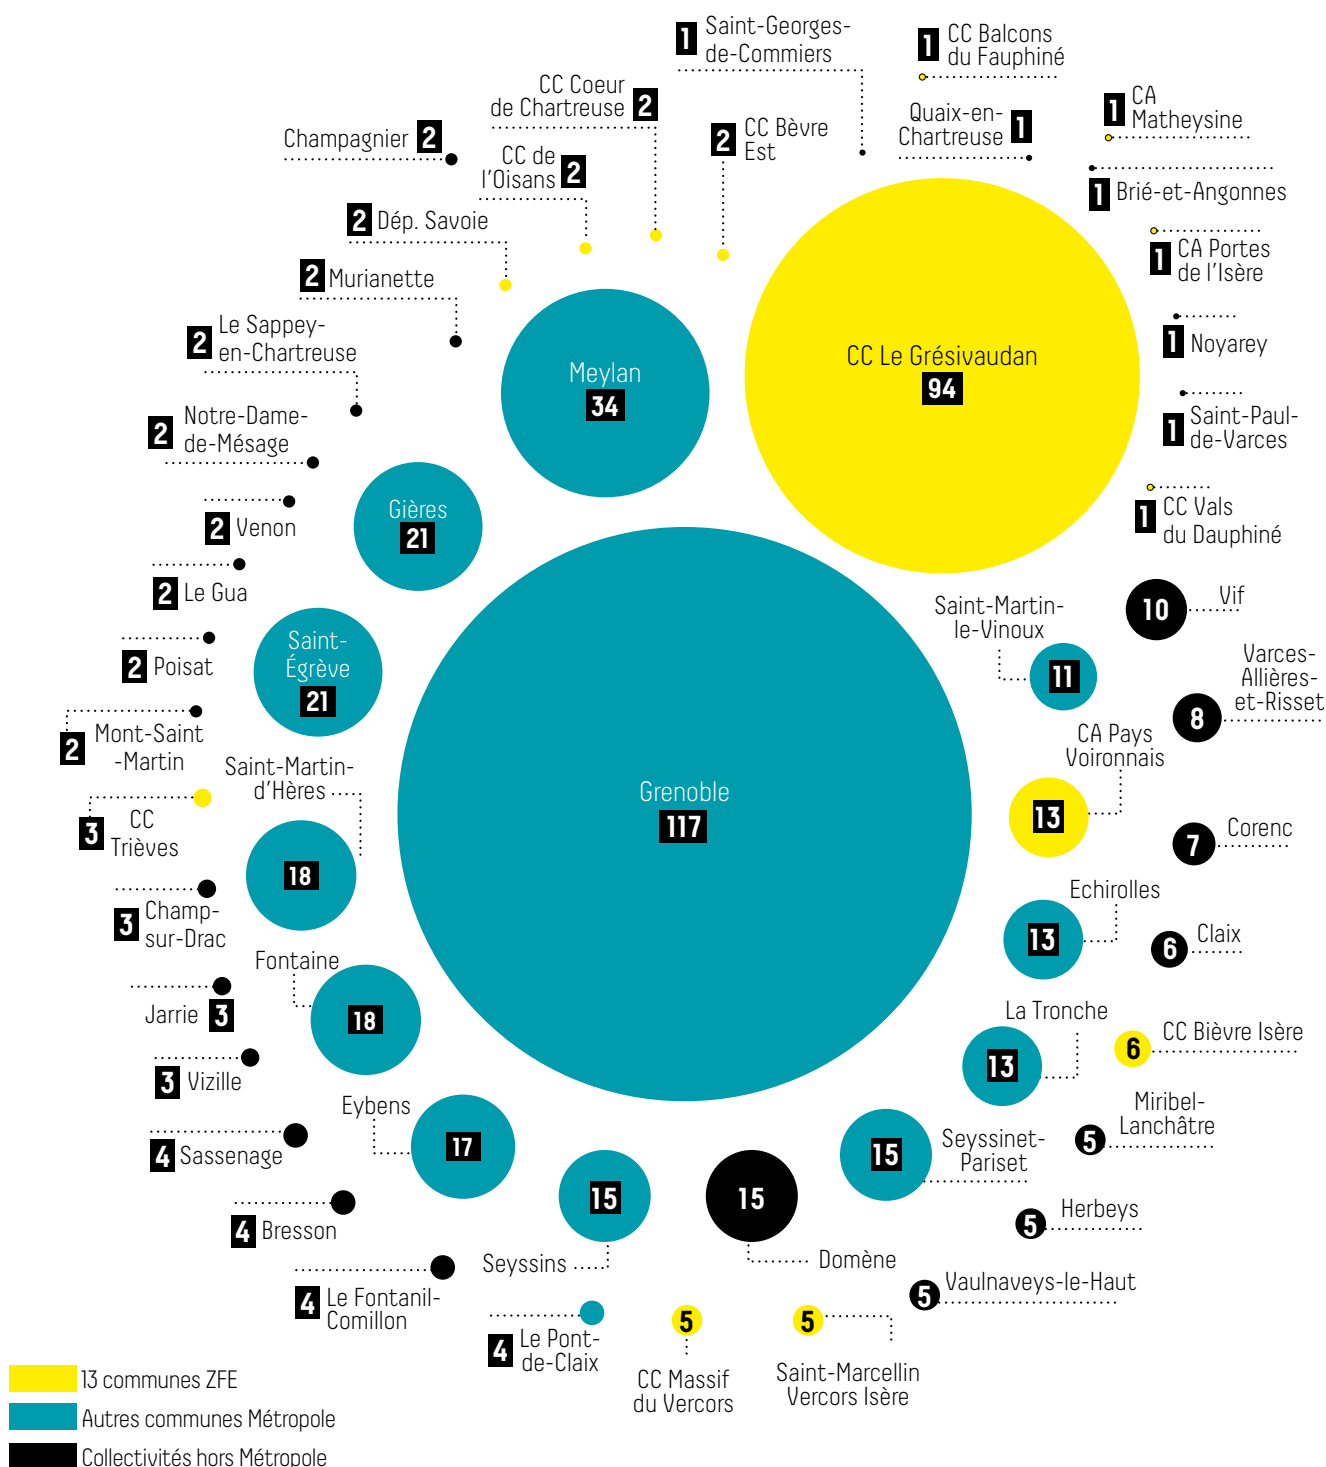 1
Saint-Georges-
de-Commiers
1
CC Balcons
du Fauphiné
CC Coeur
de Chartreuse
2
2
CC Bèvre
Est
Quaix-en-
Chartreuse
1
1
CA
Matheysine
Champagnier
2
CC de
l'Oisans
2
1
Brié-et-Angonnes
2
Dép. Savoie
1
CA Portes
de l'Isère
2
Murianette
2
Le Sappey-
en-Chartreuse
1
Noyarey
CC Le Grésivaudan
94
Meylan
34
2
Notre-Dame-
de-Mésage
1
Saint-Paul-
de-Varces
2
Venon
Gières
21
1
CC Vals
du Dauphiné
2
Le Gua
10
Vif
Saint-Martin-
le-Vinoux
11
2
Poisat
Saint-
Égrève
21
Varces-
Allières-
et-Risset
8
2
Mont-Saint
-Martin
CA Pays
Voironnais
13
Saint-Martin-
d'Hères
18
Grenoble
117
3
CC
Trièves
7
Corenc
3
Champ-
sur-Drac
Echirolles
13
6
Claix
Fontaine
18
Jarrie
3
La Tronche
13
6
CC Bièvre Isère
3
Vizille
Eybens
17
Miribel-
Lanchâtre
5
4
Sassenage
Seyssinet-
Pariset
15
4
Bresson
15
Seyssins
15
Domène
5
Herbeys
4
Le Fontanil-
Comillon
5
Vaulnaveys-le-Haut
4
Le Pont-
de-Claix
5
CC Massif
du Vercors
5
Saint-Marcellin
Vercors Isère
13 communes ZFE
Autres communes Métropole
Collectivités hors Métropole